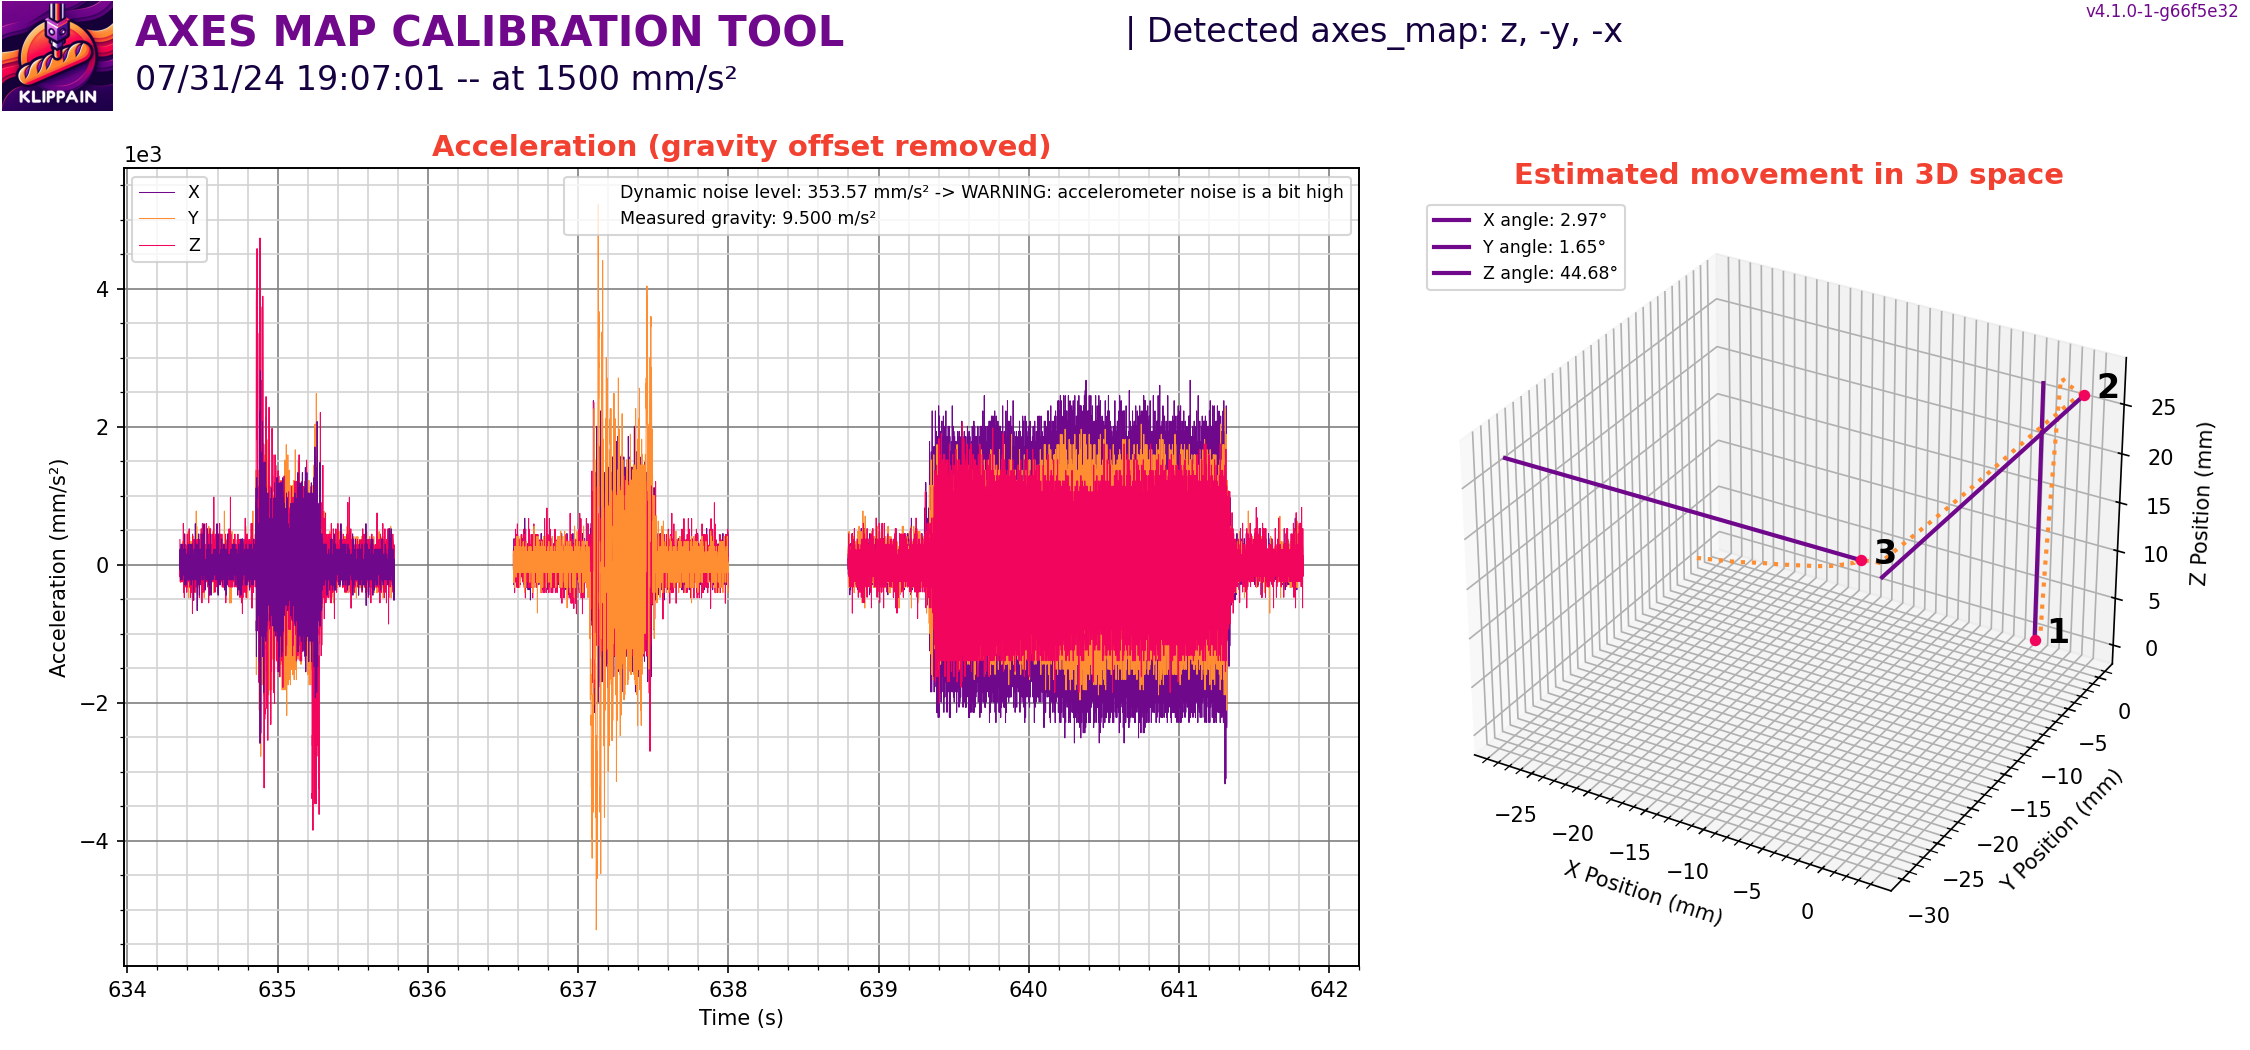 KLIPPAIN
AXES MAP CALIBRATION TOOL
07/31/24 19:07:01 -- at 1500 mm/s²
| Detected axes_map: z, -y, -x
v4.1.0-1-g66f5e32
Acceleration (gravity offset removed)
1e3
X
Y
Z
Dynamic noise level: 353.57 mm/s² -> WARNING: accelerometer noise is a bit high
Measured gravity: 9.500 m/s²
4
2
0
−2
−4
Acceleration (mm/s²)
634 635 636 637 638 639 640 641 642
Time (s)
Estimated movement in 3D space
X angle: 2.97°
Y angle: 1.65°
Z angle: 44.68°
2
3
1
25
20
15
10
5
0
Z Position (mm)
0
−5
−10
−15
−20
−25
−30
Y Position (mm)
−25
−20
−15
−10
−5
0
X Position (mm)